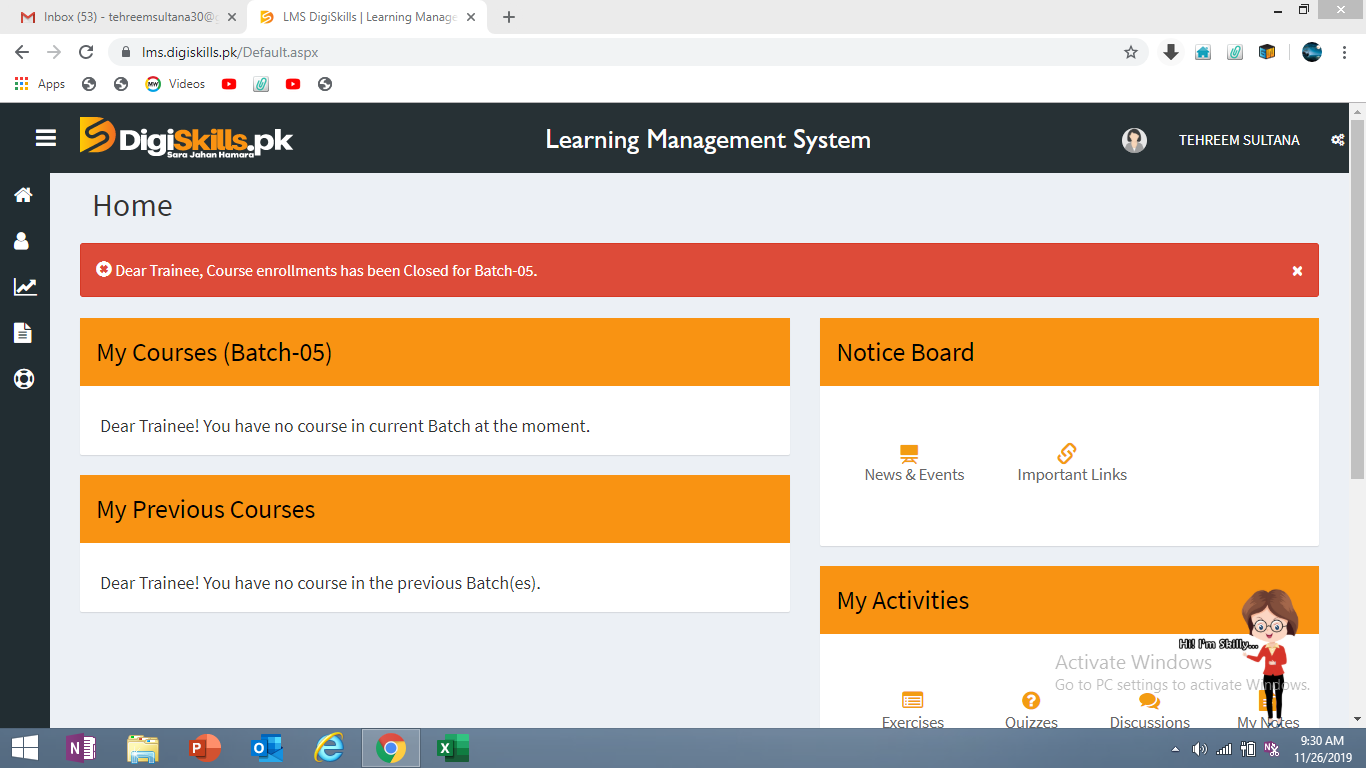 Inbox (53) - tehreemsultana30@
LMS DigiSkills | Learning Manage
lms.digiskills.pk/Default.aspx
Apps
MW
Videos
DigiSkills.pk
Sara Jahan Hamara
Learning Management System
TEHREEM SULTANA
Home
Dear Trainee, Course enrollments has been Closed for Batch-05.
My Courses (Batch-05)
Dear Trainee! You have no course in current Batch at the moment.
My Previous Courses
Dear Trainee! You have no course in the previous Batch(es).
Notice Board
News & Events
Important Links
My Activities
Hi! I'm Skilly...
Activate Windows
Go to PC settings to activate Windows.
Exercises
Quizzes
Discussions
My Notes
9:30 AM
11/26/2019